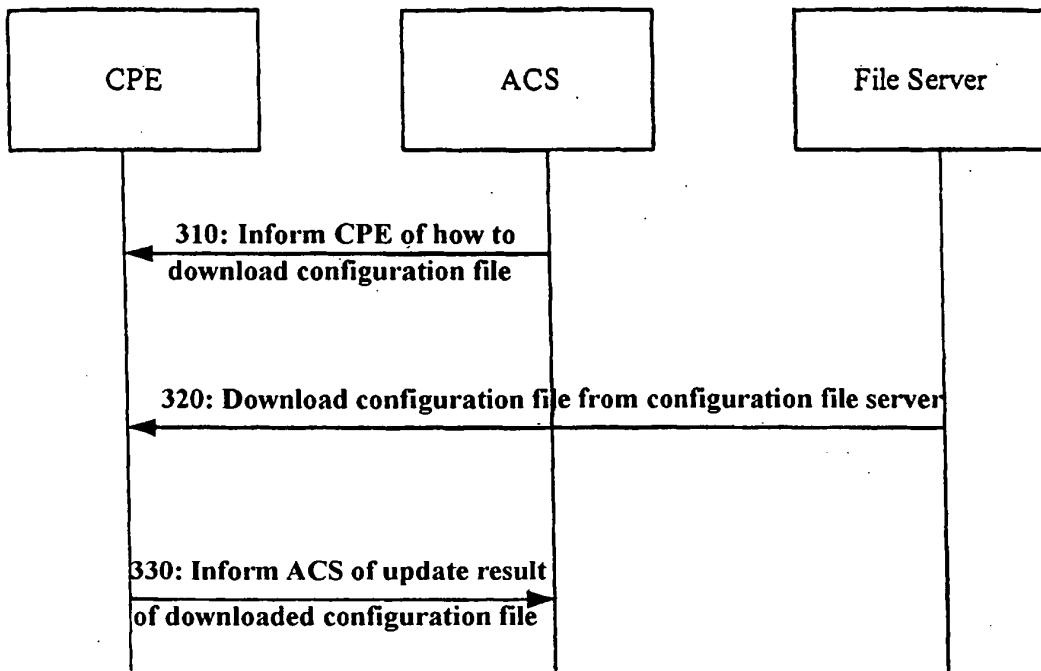 CPE
ACS
File Server
310: Inform CPE of how to
download configuration file
320: Download configuration file from configuration file server
330: Inform ACS of update result
of downloaded configuration file